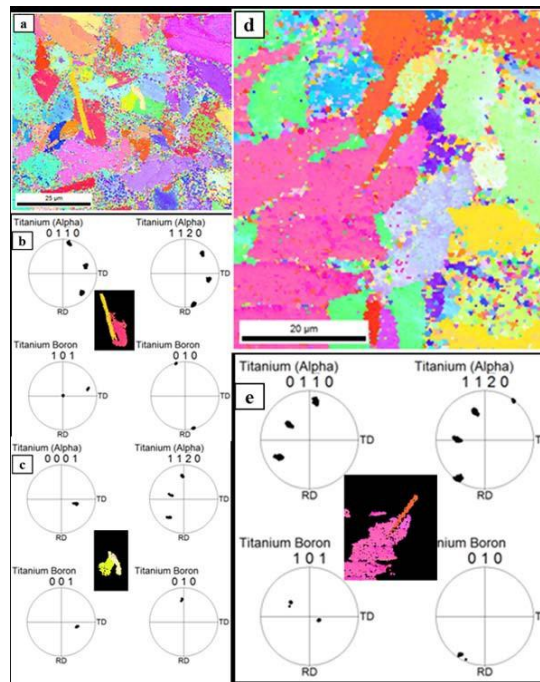 a
25 μm
b
Titanium (Alpha)
0 1 1 0
TD
RD
Titanium (Alpha)
1 1 2 0
TD
RD
Titanium Boron
1 0 1
TD
RD
Titanium Boron
0 1 0
TD
RD
c
Titanium (Alpha)
0 0 0 1
TD
RD
Titanium (Alpha)
1 1 2 0
TD
RD
Titanium Boron
0 0 1
TD
RD
Titanium Boron
0 1 0
TD
RD
d
20 μm
e
Titanium (Alpha)
0 1 1 0
TD
RD
Titanium (Alpha)
1 1 2 0
TD
RD
Titanium Boron
1 0 1
TD
RD
nium Boron
0 1 0
TD
RD